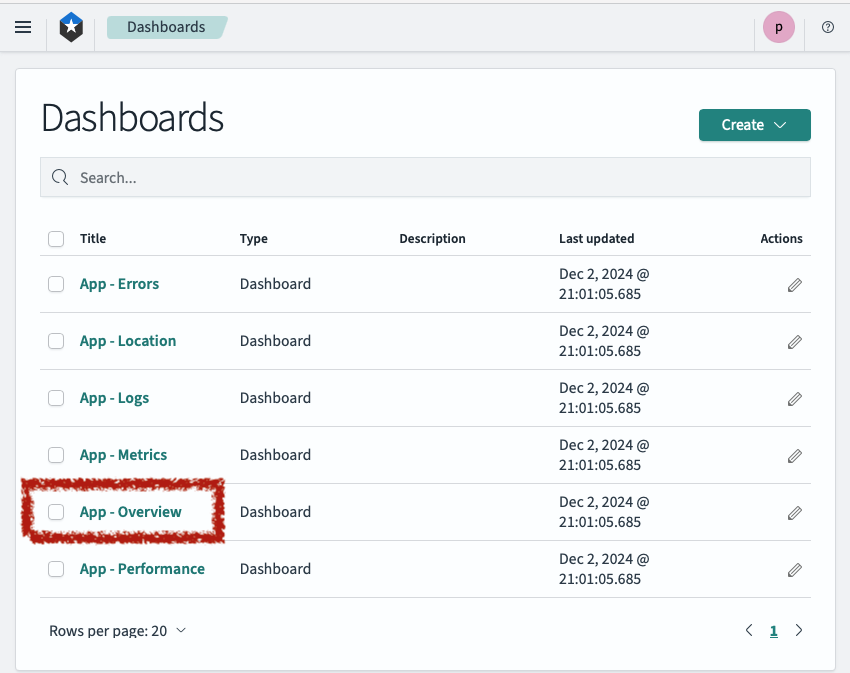 Dashboards
p
Dashboards
Create
Search...
Title Type Description Last updated Actions
App - Errors Dashboard Dec 2, 2024 @ 21:01:05.685
App - Location Dashboard Dec 2, 2024 @ 21:01:05.685
App - Logs Dashboard Dec 2, 2024 @ 21:01:05.685
App - Metrics Dashboard Dec 2, 2024 @ 21:01:05.685
App - Overview Dashboard Dec 2, 2024 @ 21:01:05.685
App - Performance Dashboard Dec 2, 2024 @ 21:01:05.685
Rows per page: 20
1